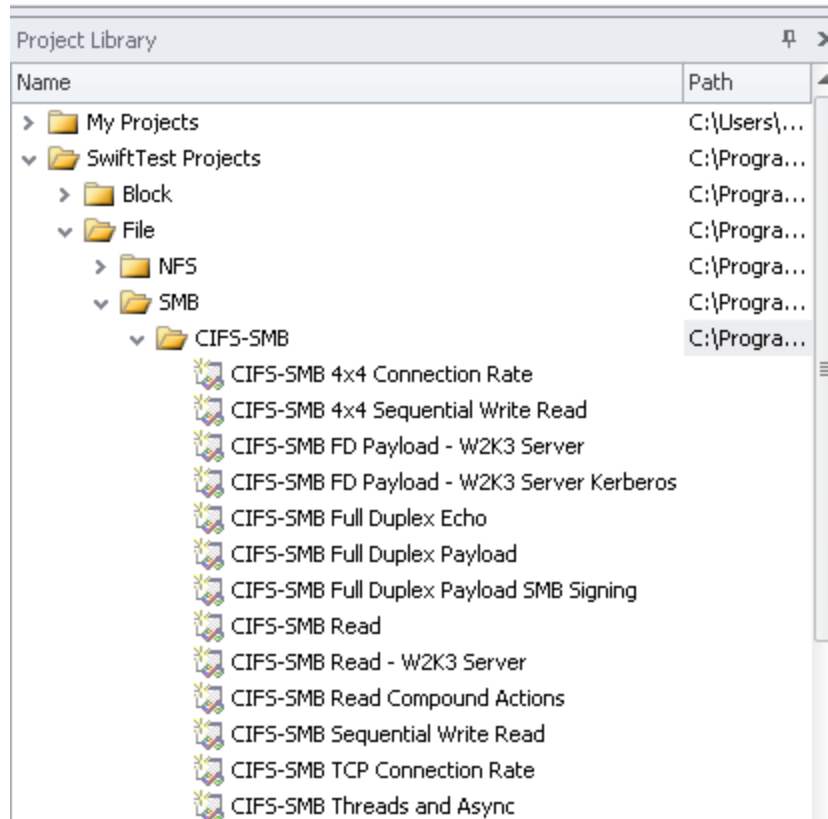 Project Library
Name Path
My Projects C:\Users\...
SwiftTest Projects C:\Progra...
Block C:\Progra...
File C:\Progra...
NFS C:\Progra...
SMB C:\Progra...
CIFS-SMB C:\Progra...
CIFS-SMB 4x4 Connection Rate
CIFS-SMB 4x4 Sequential Write Read
CIFS-SMB FD Payload - W2K3 Server
CIFS-SMB FD Payload - W2K3 Server Kerberos
CIFS-SMB Full Duplex Echo
CIFS-SMB Full Duplex Payload
CIFS-SMB Full Duplex Payload SMB Signing
CIFS-SMB Read
CIFS-SMB Read - W2K3 Server
CIFS-SMB Read Compound Actions
CIFS-SMB Sequential Write Read
CIFS-SMB TCP Connection Rate
CIFS-SMB Threads and Async